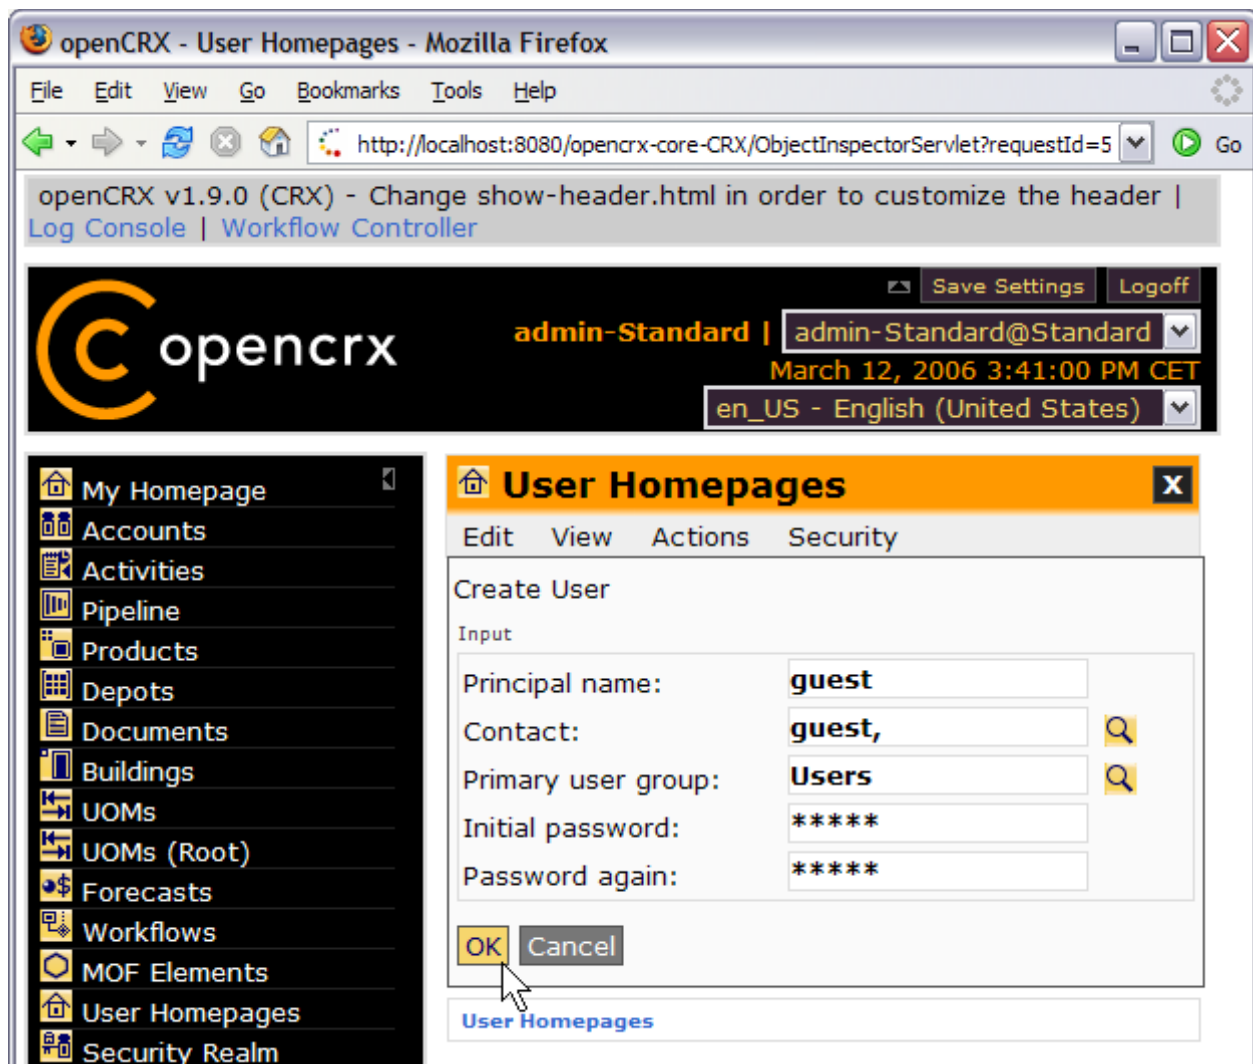 openCRX - User Homepages - Mozilla Firefox
File Edit View Go Bookmarks Tools Help
http://localhost:8080/opencrx-core-CRX/ObjectInspectorServlet?requestId=5 Go
openCRX v1.9.0 (CRX) - Change show-header.html in order to customize the header |
Log Console | Workflow Controller
Save Settings Logoff
opencrx
admin-Standard | admin-Standard@Standard
March 12, 2006 3:41:00 PM CET
en_US - English (United States)
My Homepage
Accounts
Activities
Pipeline
Products
Depots
Documents
Buildings
UOMs
UOMs (Root)
Forecasts
Workflows
MOF Elements
User Homepages
Security Realm
User Homepages X
Edit View Actions Security
Create User
Input
Principal name: guest
Contact: guest,
Primary user group: Users
Initial password: *****
Password again: *****
OK Cancel
User Homepages